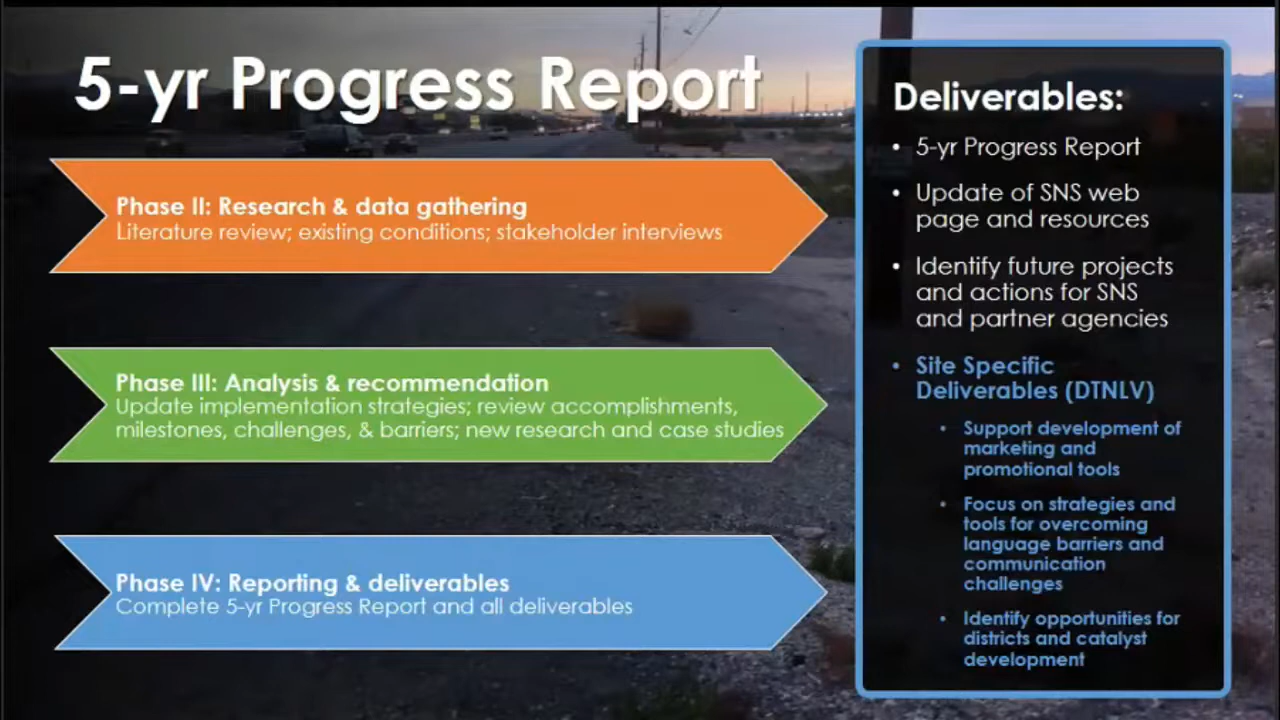 5-yr Progress Report
Phase II: Research & data gathering
Literature review; existing conditions; stakeholder interviews
Phase III: Analysis & recommendation
Update implementation strategies; review accomplishments,
milestones, challenges, & barriers; new research and case studies
Phase IV: Reporting & deliverables
Complete 5-yr Progress Report and all deliverables
Deliverables:
• 5-yr Progress Report
• Update of SNS web
page and resources
• Identify future projects
and actions for SNS
and partner agencies
• Site Specific
Deliverables (DTNLV)
• Support development of
marketing and
promotional tools
• Focus on strategies and
tools for overcoming
language barriers and
communication
challenges
• Identify opportunities for
districts and catalyst
development